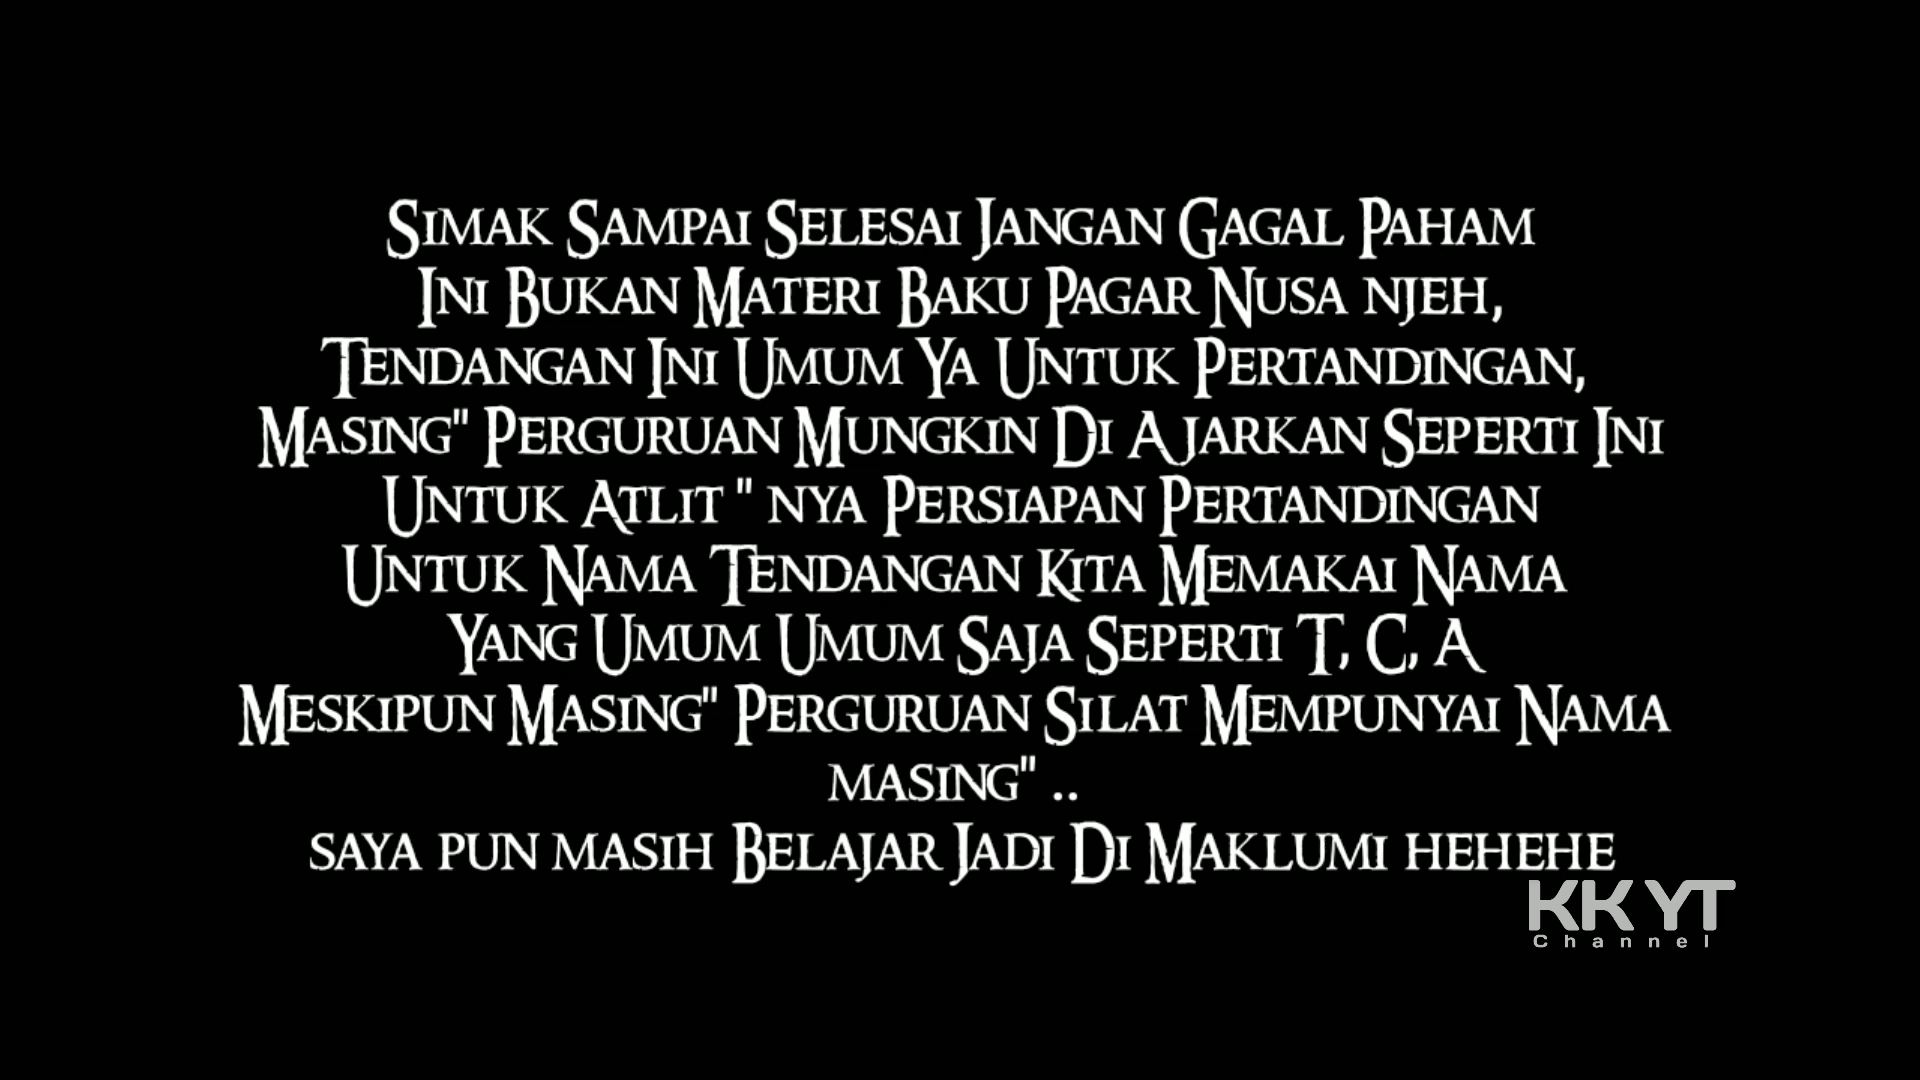 Simak Sampai Selesai Jangan Gagal Paham
Ini Bukan Materi Baku Pagar Nusa njeh,
Tendangan Ini Umum Ya Untuk Pertandingan,
Masing" Perguruan Mungkin Di Ajarkan Seperti Ini
Untuk Atlit " nya Persiapan Pertandingan
Untuk Nama Tendangan Kita Memakai Nama
Yang Umum Umum Saja Seperti T, C, A
Meskipun Masing" Perguruan Silat Mempunyai Nama
masing" ..
saya pun masih Belajar Jadi Di Maklumi hehehe
KK YT
Channel